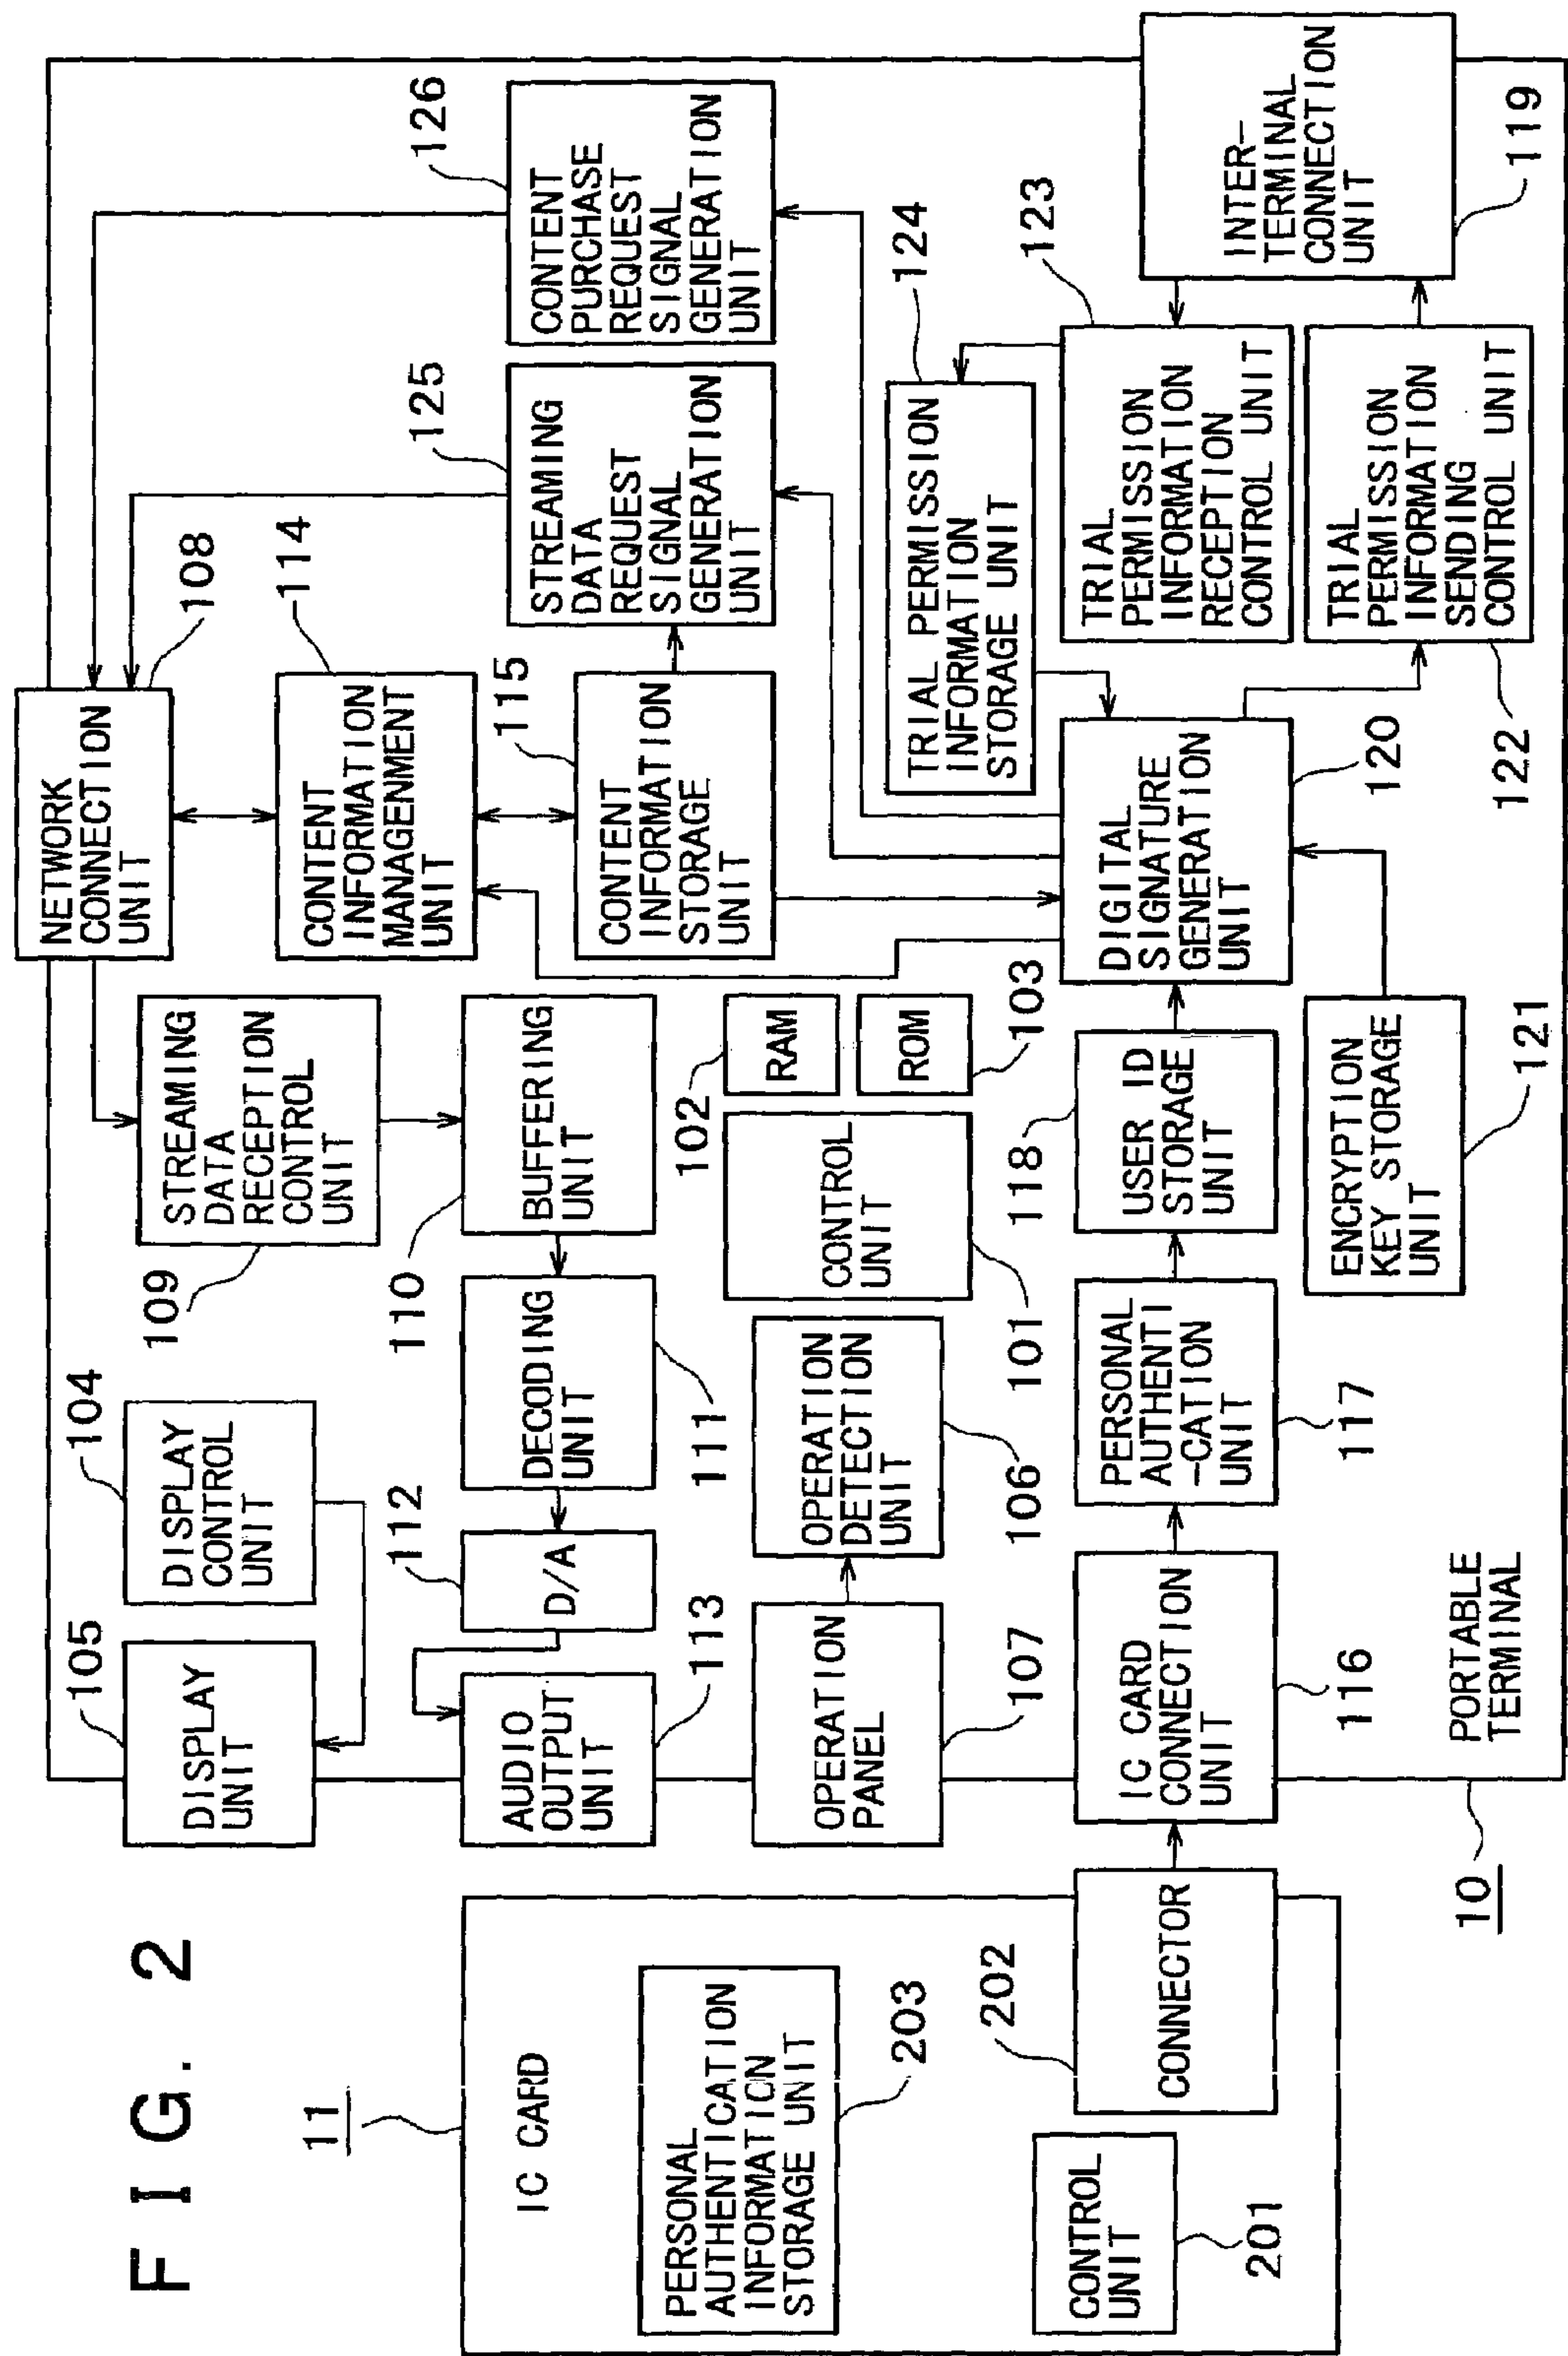 FIG. 2
11
IC CARD
PERSONAL
AUTHENTICATION
INFORMATION
STORAGE UNIT
203
CONTROL
UNIT
201
202
CONNECTOR
105
DISPLAY
UNIT
104
DISPLAY
CONTROL
UNIT
112
D/A
AUDIO
OUTPUT
UNIT
113
DECODING
UNIT
111
110
BUFFERING
UNIT
109
STREAMING
DATA
RECEPTION
CONTROL
UNIT
NETWORK
CONNECTION
UNIT
108
CONTENT
INFORMATION
MANAGENMENT
UNIT
114
115
CONTENT
INFORMATION
STORAGE
UNIT
125
STREAMING
DATA
REQUEST
SIGNAL
GENERATION
UNIT
126
CONTENT
PURCHASE
REQUEST
SIGNAL
GENERATION
UNIT
OPERATION
PANEL
107
OPERATION
DETECTION
UNIT
106
CONTROL
UNIT
101
102
RAM
ROM
103
IC CARD
CONNECTION
UNIT
116
PERSONAL
AUTHENTI
-CATION
UNIT
117
118
USER ID
STORAGE
UNIT
ENCRYPTION
KEY STORAGE
UNIT
121
DIGITAL
SIGNATURE
GENERATION
UNIT
120
124
TRIAL PERMISSION
INFORMATION
STORAGE UNIT
123
TRIAL
PERMISSION
INFORMATION
RECEPTION
CONTROL UNIT
TRIAL
PERMISSION
INFORMATION
SENDING
CONTROL UNIT
122
INTER-
TERMINAL
CONNECTION
UNIT
119
PORTABLE
TERMINAL
10